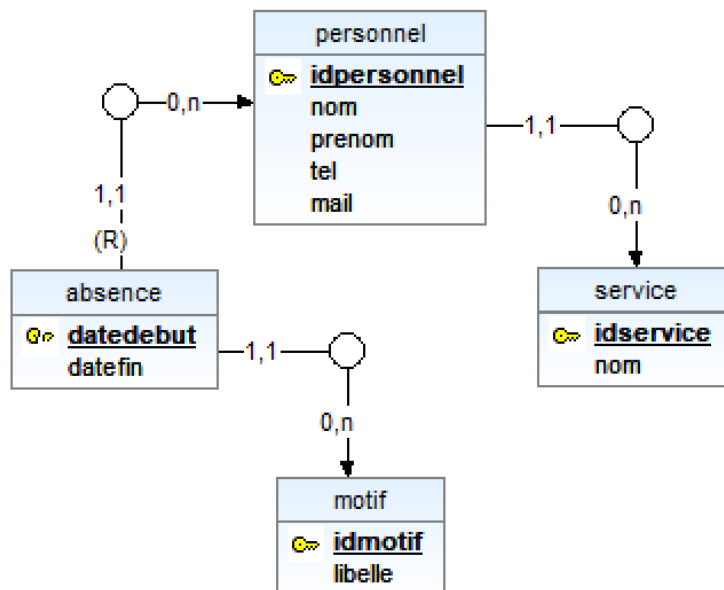 personnel
idpersonnel
nom
prenom
tel
mail
0,n
1,1
1,1
(R)
0,n
absence
datedebut
datefin
1,1
0,n
service
idservice
nom
motif
idmotif
libelle